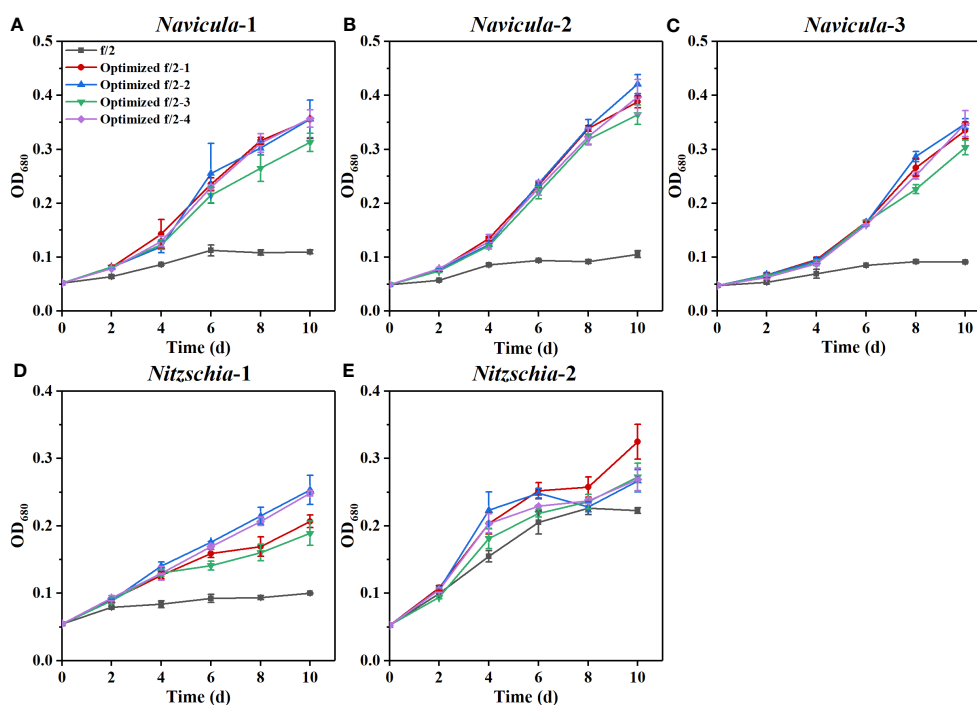 A
Navicula-1
B
Navicula-2
C
Navicula-3
0.5
0.4
0.3
0.2
0.1
0.0
OD680
f/2
Optimized f/2-1
Optimized f/2-2
Optimized f/2-3
Optimized f/2-4
0 2 4 6 8 10
Time (d)
0.5
0.4
0.3
0.2
0.1
0.0
OD680
0 2 4 6 8 10
Time (d)
0.5
0.4
0.3
0.2
0.1
0.0
OD680
0 2 4 6 8 10
Time (d)
D
Nitzschia-1
E
Nitzschia-2
0.4
0.3
0.2
0.1
0.0
OD680
0 2 4 6 8 10
Time (d)
0.4
0.3
0.2
0.1
0.0
OD680
0 2 4 6 8 10
Time (d)